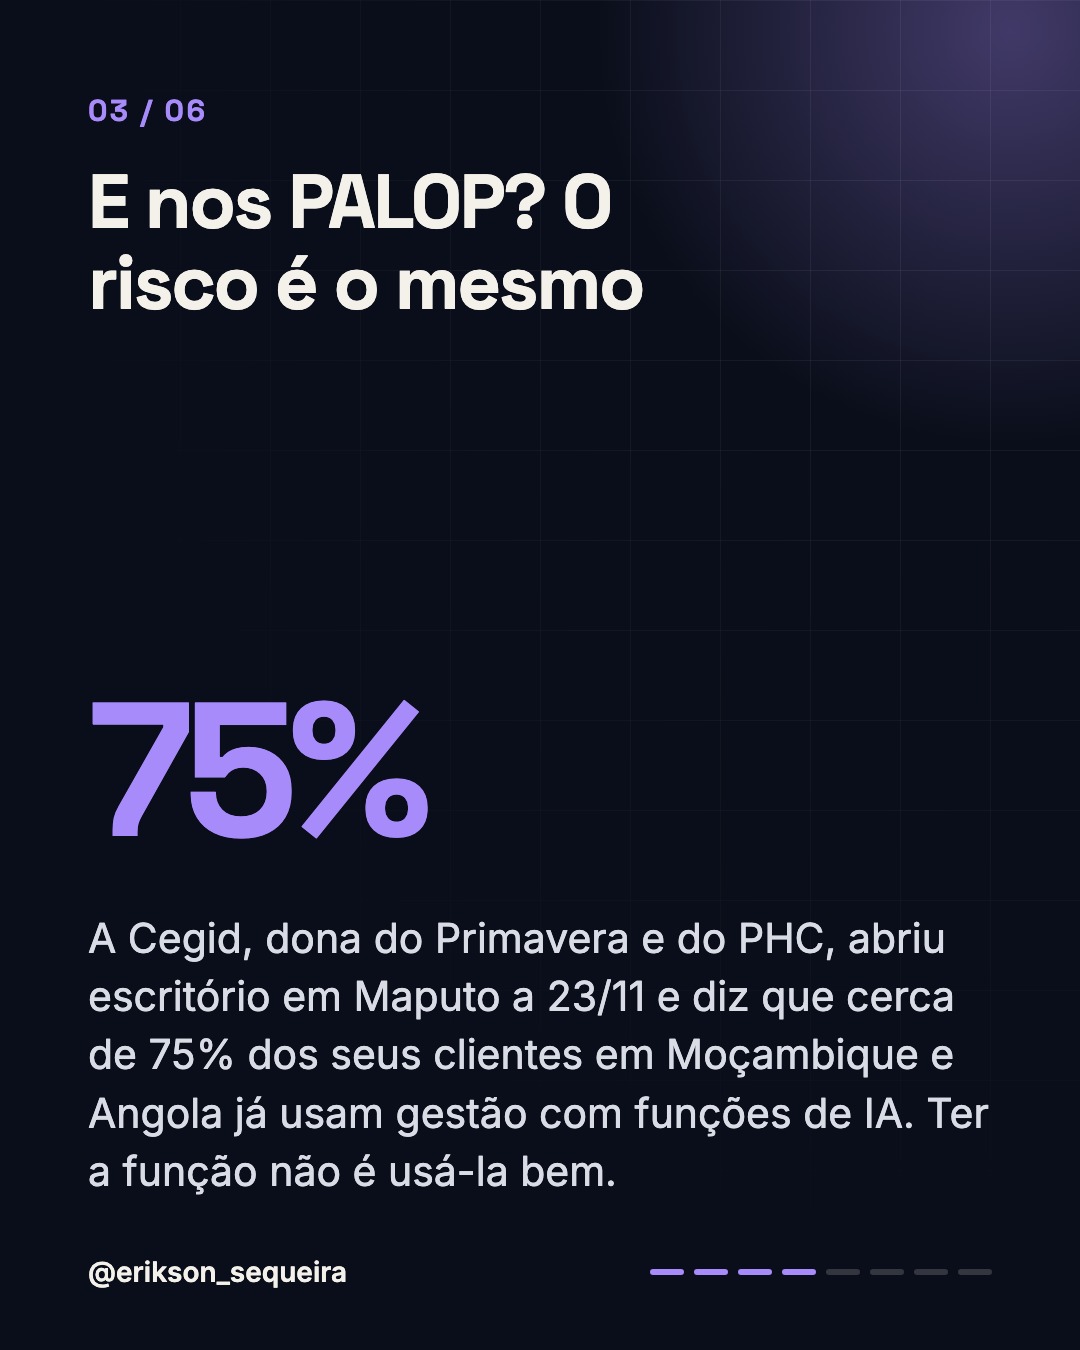 03 / 06
E nos PALOP? O
risco é o mesmo
75%
A Cegid, dona do Primavera e do PHC, abriu
escritório em Maputo a 23/11 e diz que cerca
de 75% dos seus clientes em Moçambique e
Angola já usam gestão com funções de IA. Ter
a função não é usá-la bem.
@erikson_sequeira